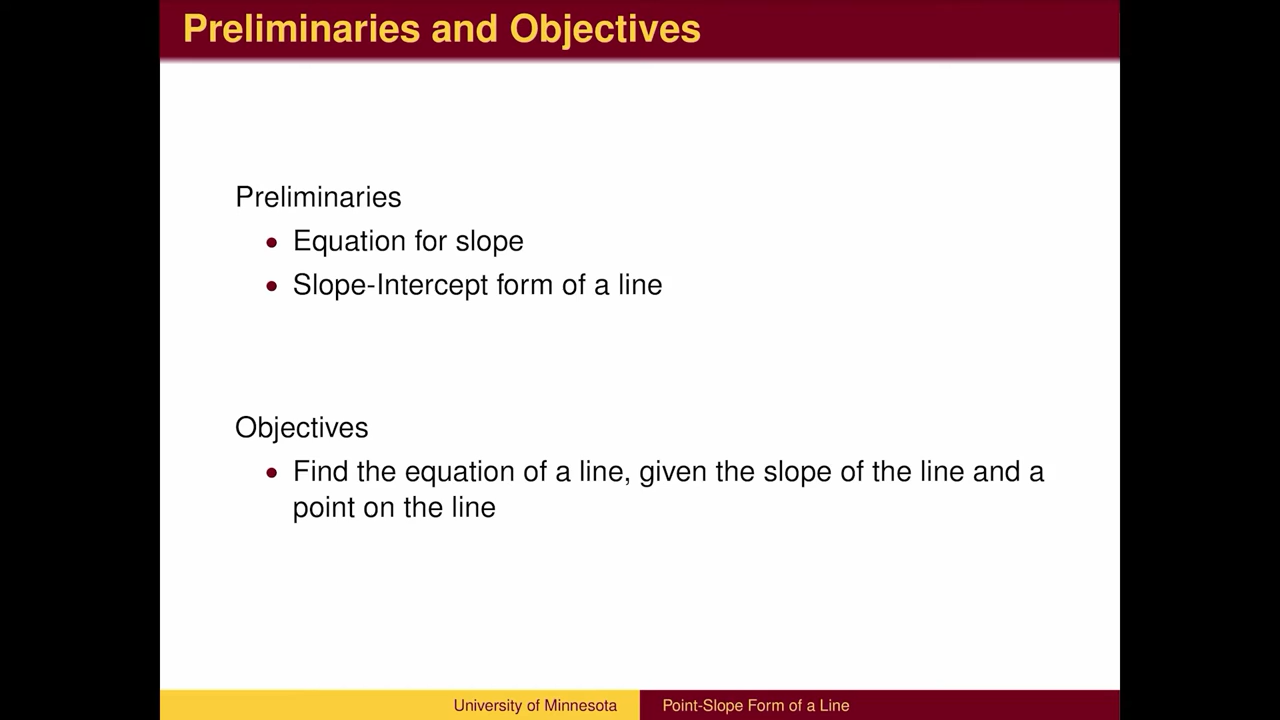 Preliminaries and Objectives
Preliminaries
• Equation for slope
• Slope-Intercept form of a line
Objectives
• Find the equation of a line, given the slope of the line and a
point on the line
University of Minnesota
Point-Slope Form of a Line